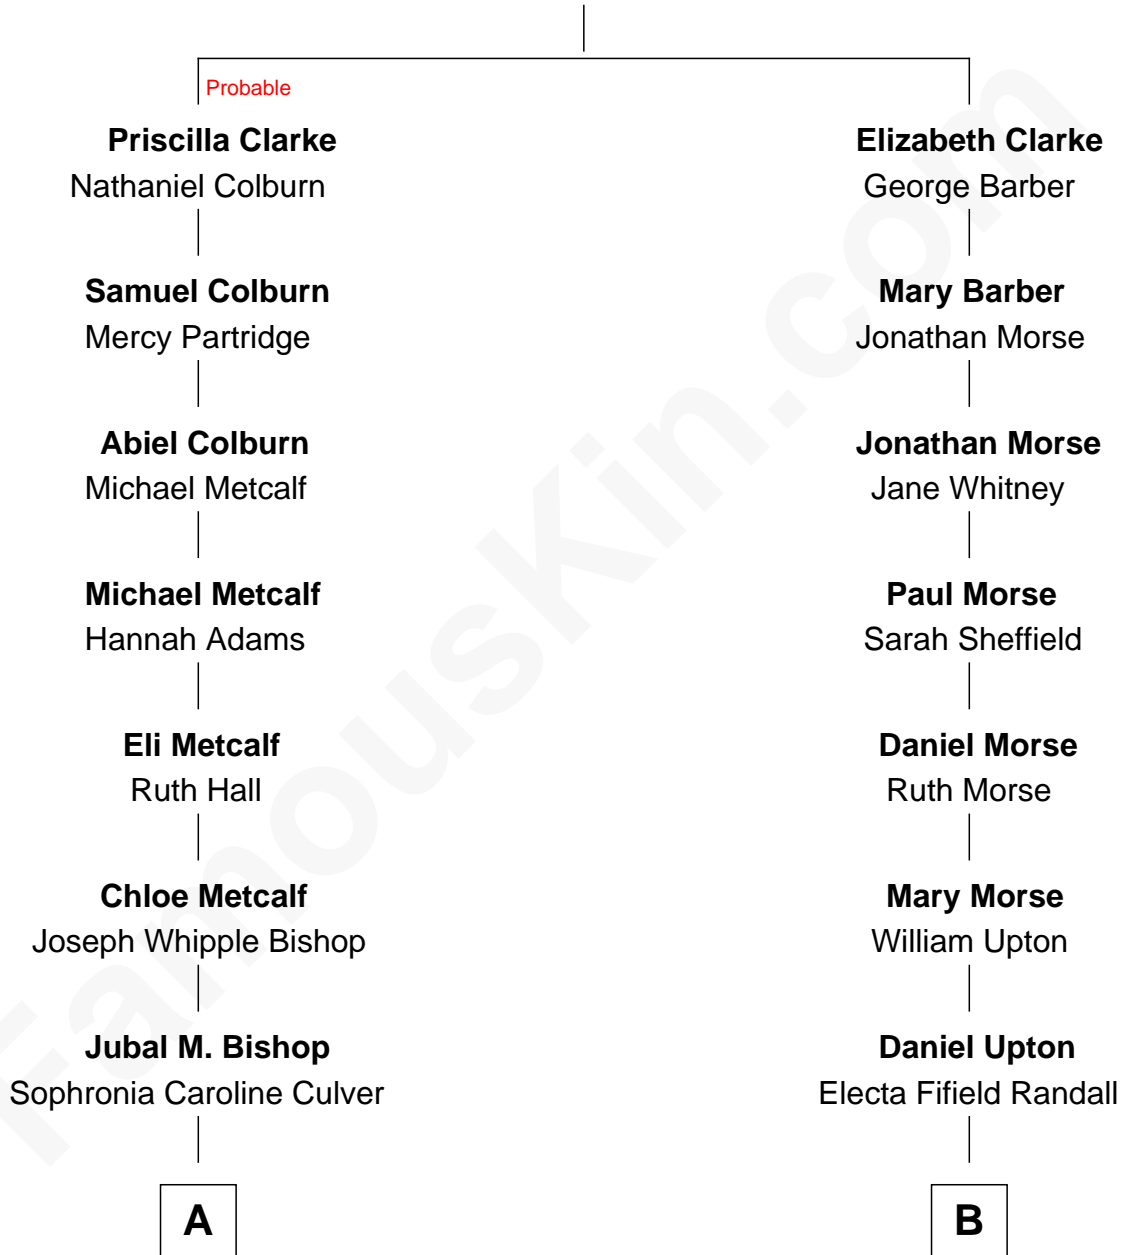 Probable
Priscilla Clarke
Nathaniel Colburn
Samuel Colburn
Mercy Partridge
Abiel Colburn
Michael Metcalf
Michael Metcalf
Hannah Adams
Eli Metcalf
Ruth Hall
Chloe Metcalf
Joseph Whipple Bishop
Jubal M. Bishop
Sophronia Caroline Culver
A
Elizabeth Clarke
George Barber
Mary Barber
Jonathan Morse
Jonathan Morse
Jane Whitney
Paul Morse
Sarah Sheffield
Daniel Morse
Ruth Morse
Mary Morse
William Upton
Daniel Upton
Electa Fifield Randall
B
FamousKin.com